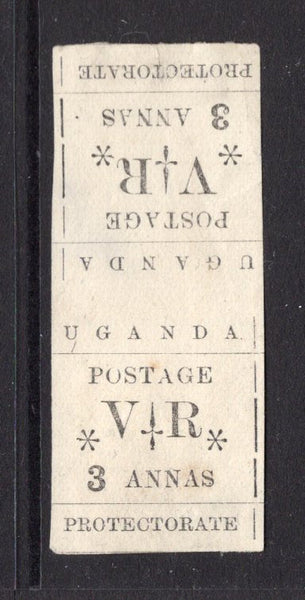 PROTECTORATE
3 ANNAS
* V R *
POSTAGE
UGANDA
UGANDA
POSTAGE
* V R *
3 ANNAS
PROTECTORATE